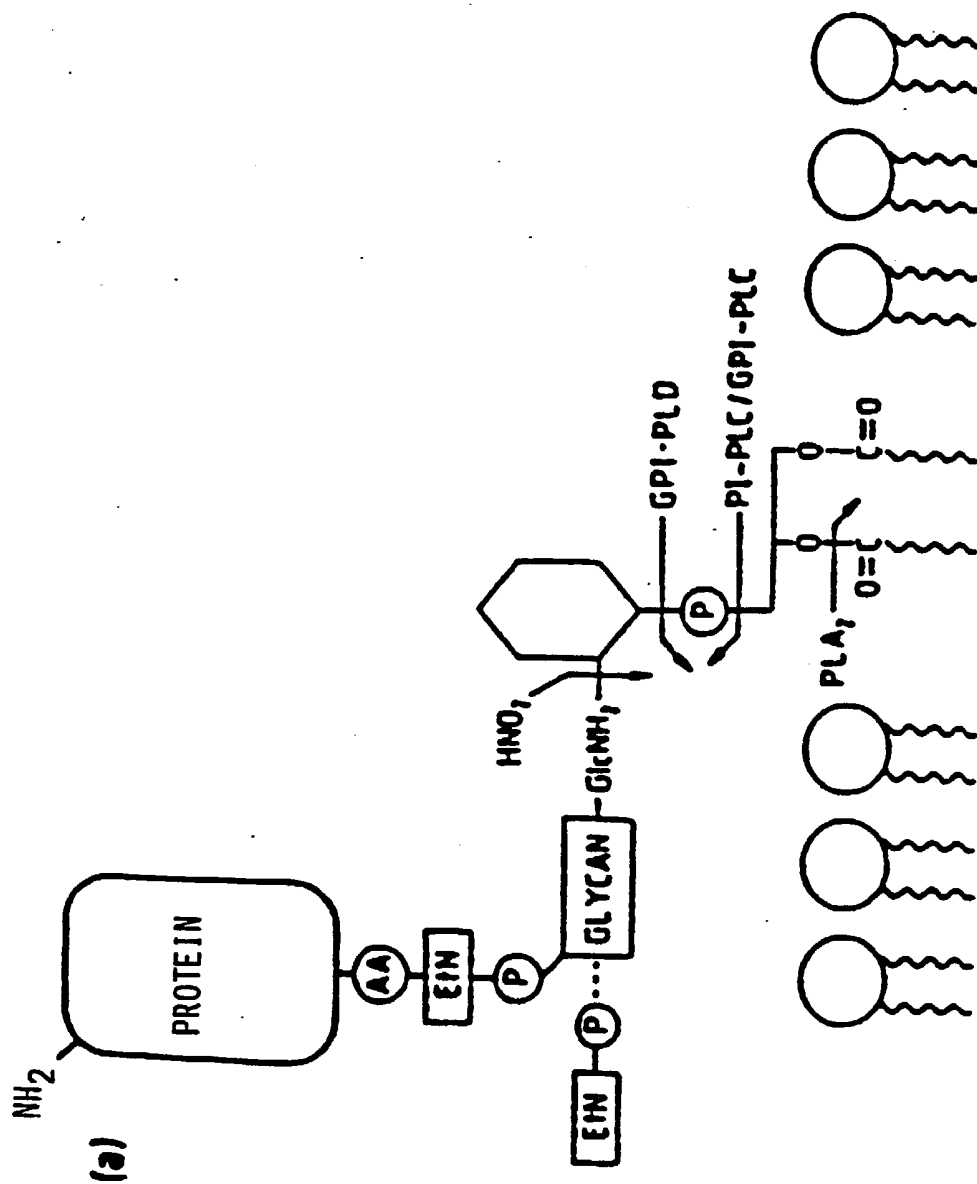 (a)
NH2
PROTEIN
AA
EtN
P
EtN
P
GLYCAN
GlcNH2
HNO2
GPI-PLD
P
PI-PLC/GPI-PLC
O
O
O=C
C=O
PLA2